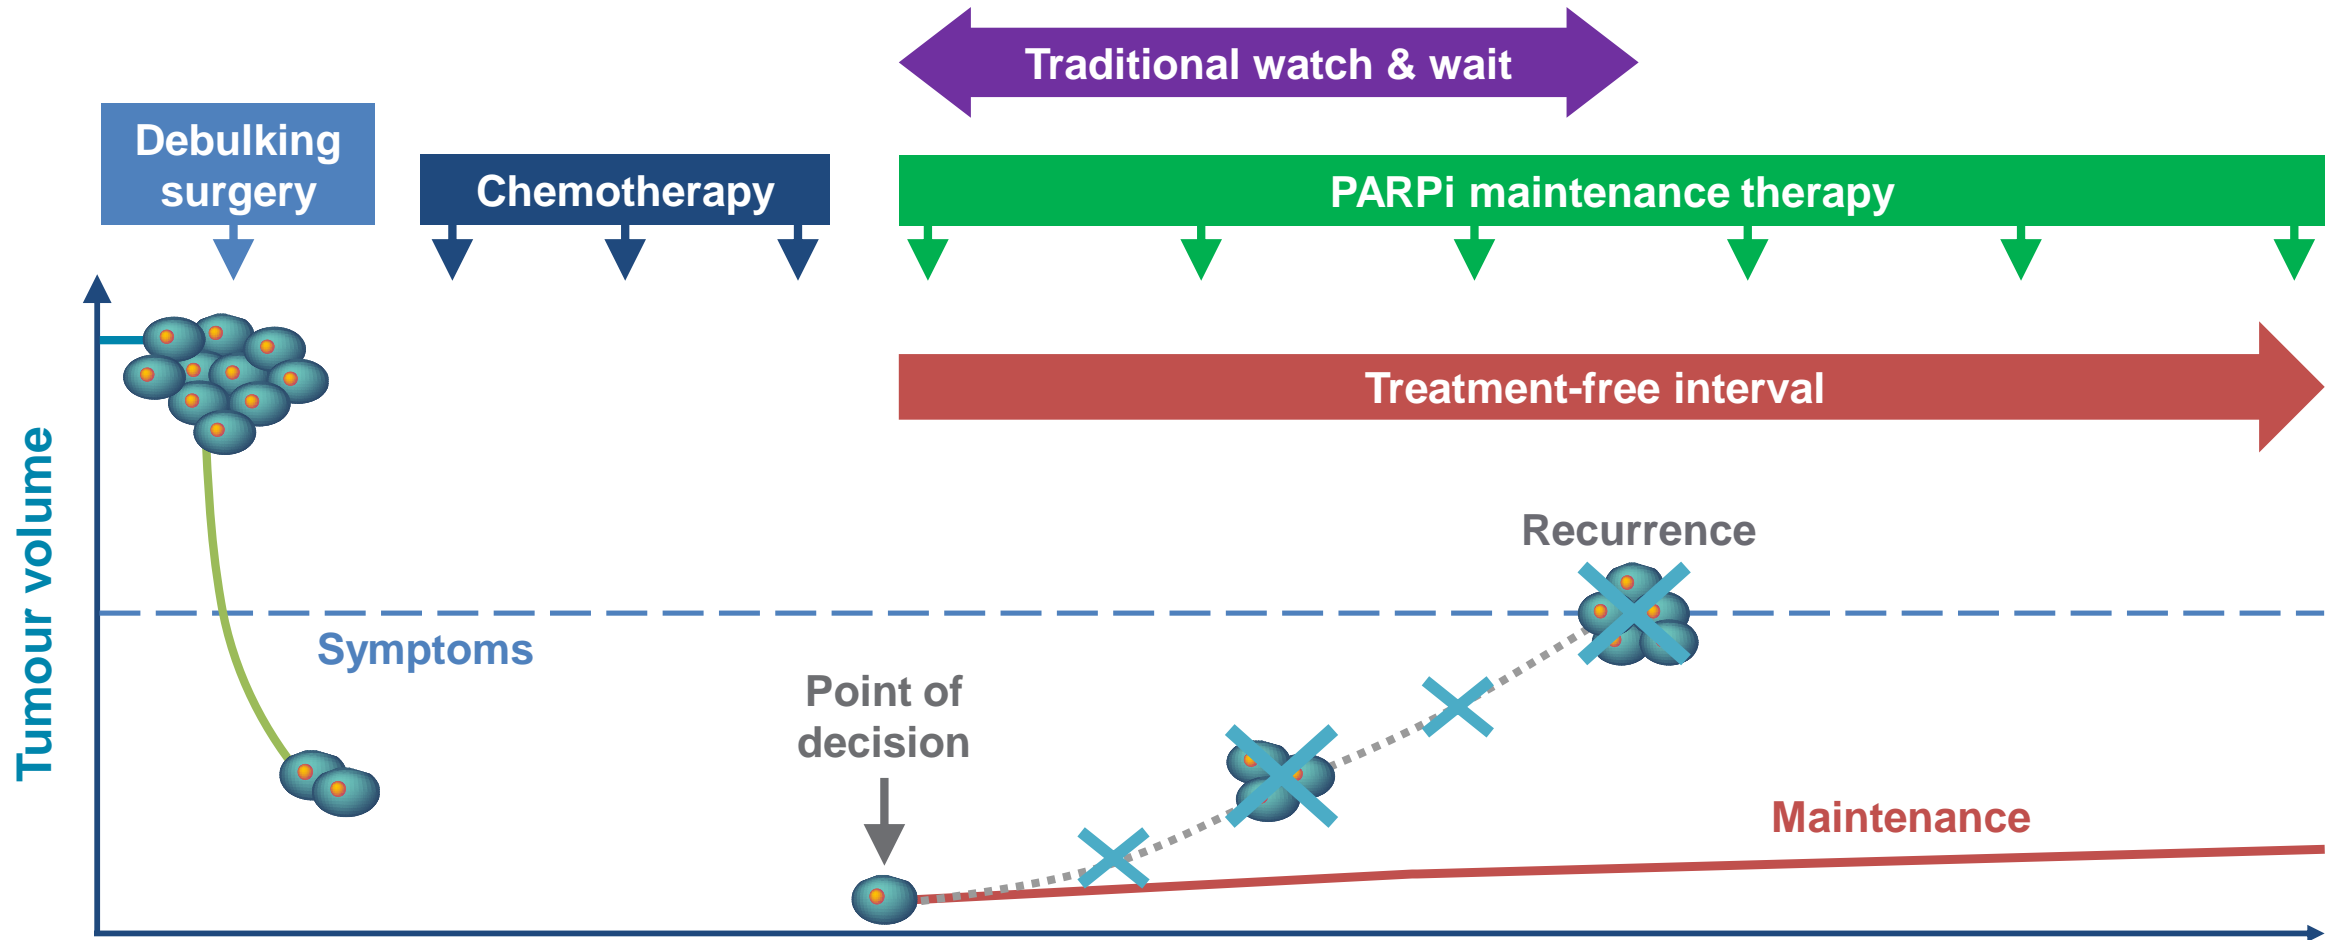 Traditional watch & wait
Debulking
surgery
Chemotherapy
PARPi maintenance therapy
Treatment-free interval
Tumour volume
Recurrence
Symptoms
Point of
decision
Maintenance